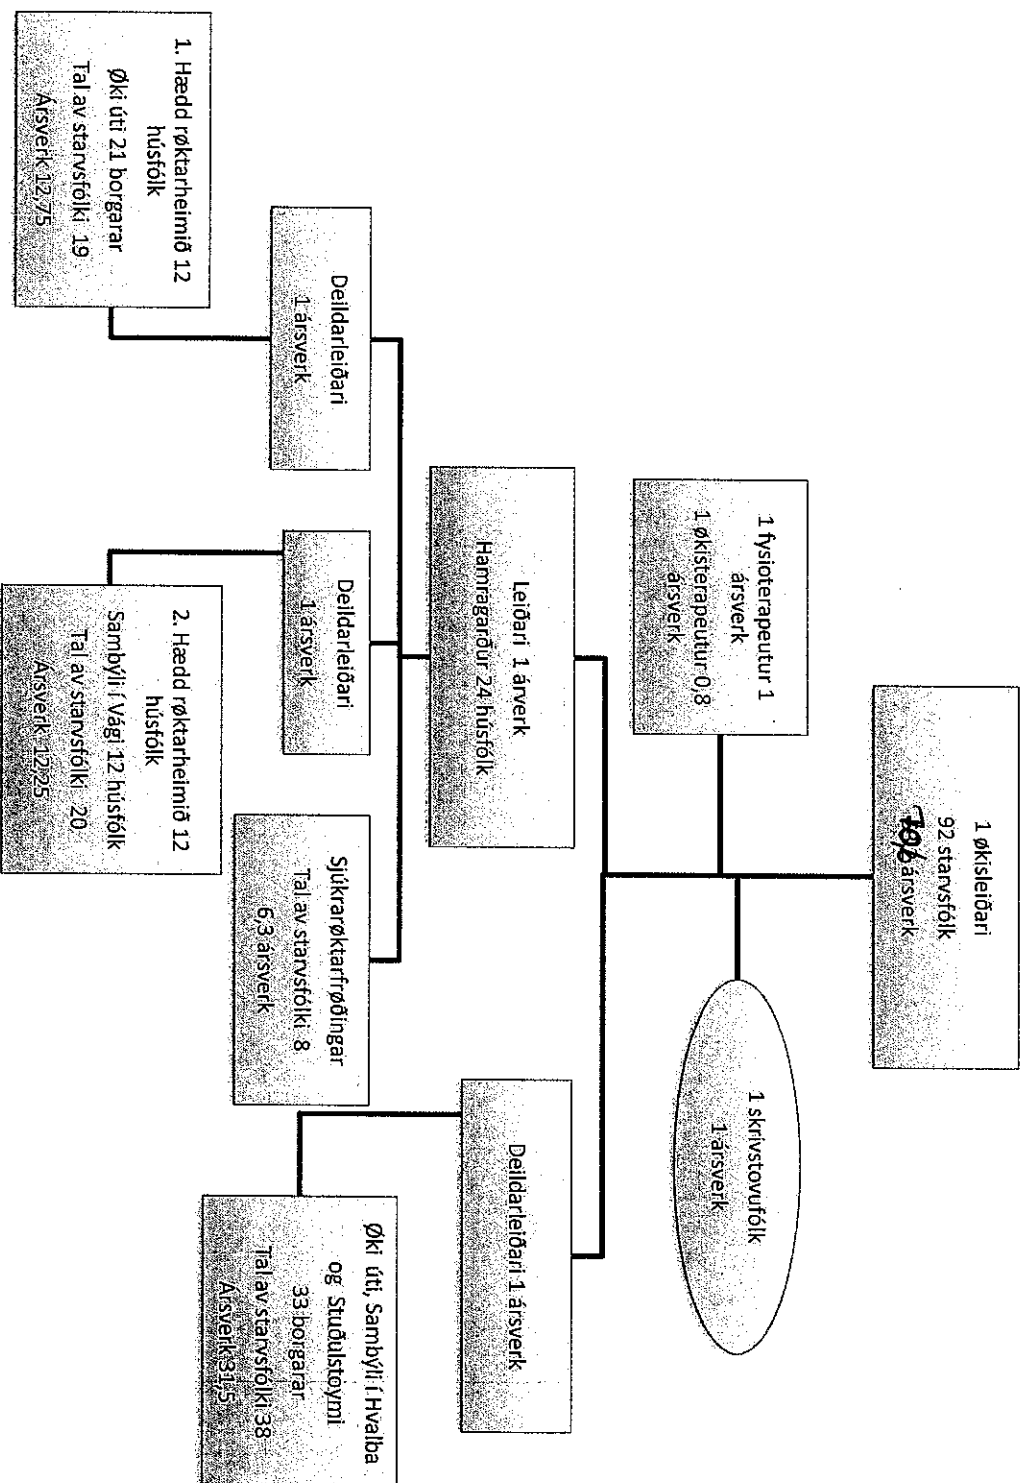 1 økisleiðari
92 starvsfólk
70,6 ársverk
1 skrivstovufólk
1 ársverk
1 fysioterapeutur 1
ársverk
1 økisterapeutur 0,8
ársverk
Leiðari 1 árverk
Hamragarður 24 húsfólk
Deildarleiðari 1 ársverk
Deildarleiðari
1 ársverk
Deildarleiðari
1 ársverk
Sjúkrarøktarfrøðingar
Tal av starvsfólki 8
6,3 ársverk
Øki úti, Sambýli í Hvalba
og Stuðulstoymi
33 borgarar
Tal av starvsfólki 38
Ársverk 31,5
1. Hædd røktarheimið 12
húsfólk
Øki úti 21 borgarar
Tal av starvsfólki 19
Ársverk 12,75
2. Hædd røktarheimið 12
húsfólk
Sambýli í Vági 12 húsfólk
Tal av starvsfólki 20
Ársverk 12,25